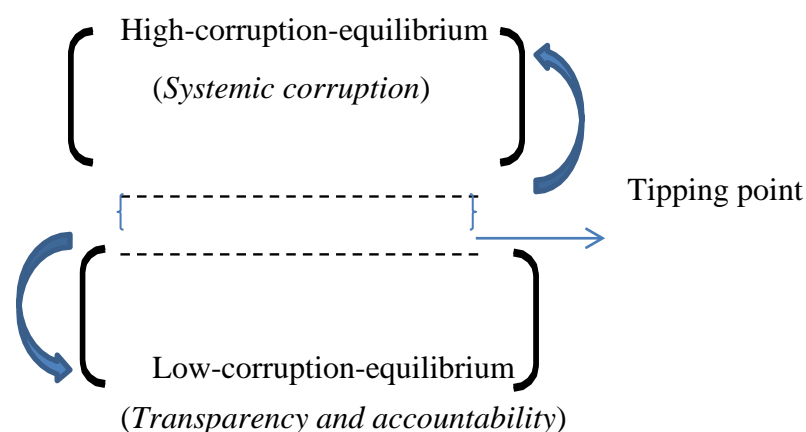 High-corruption-equilibrium
(Systemic corruption)
Tipping point
Low-corruption-equilibrium
(Transparency and accountability)